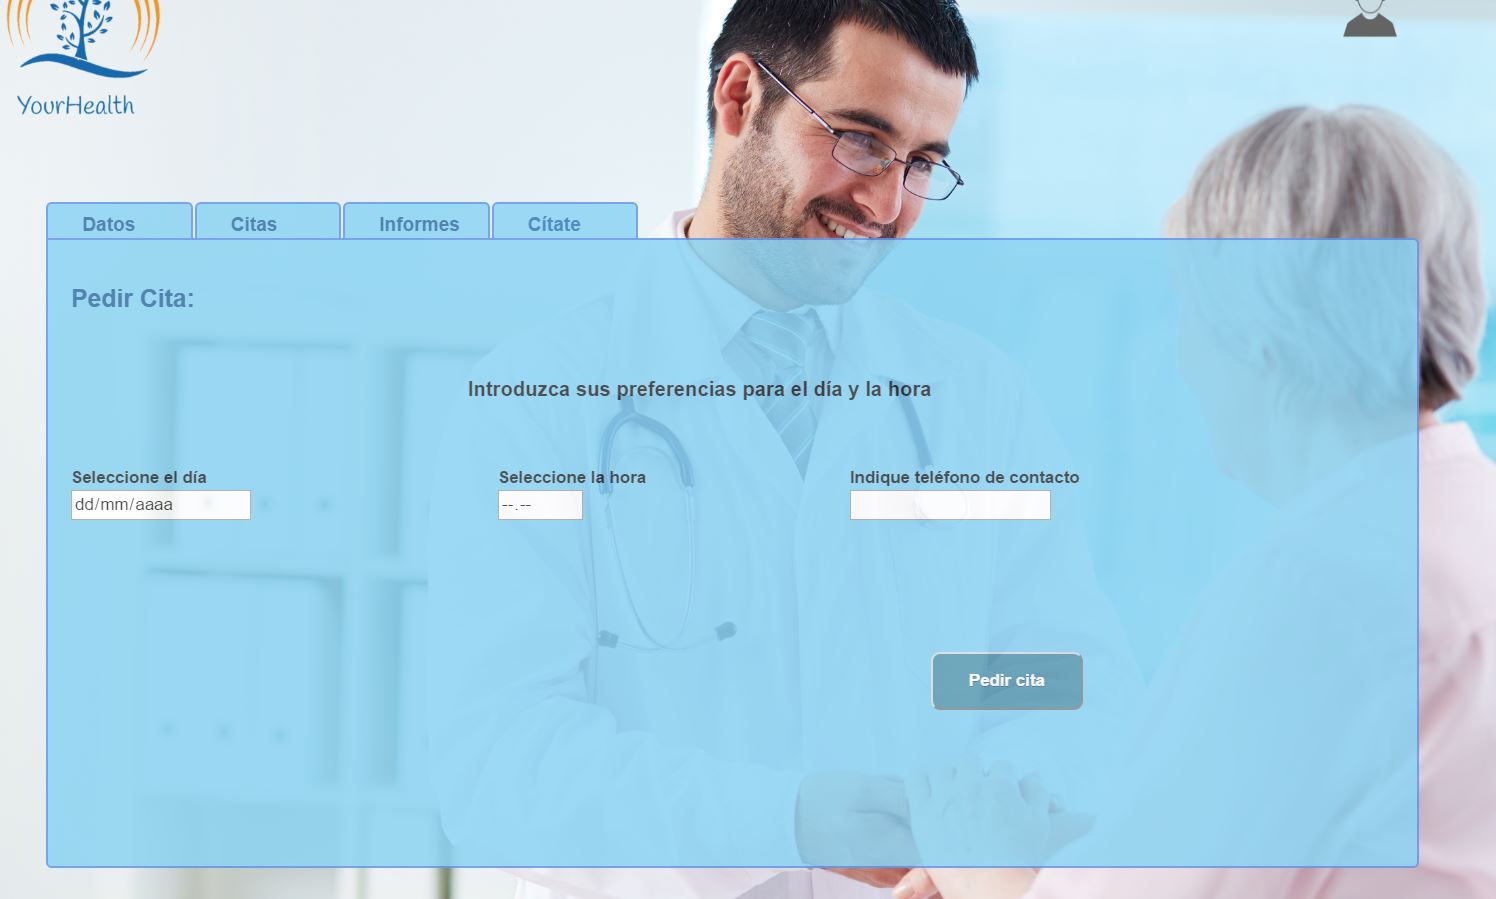 YourHealth
Datos Citas Informes Cítate
Pedir Cita:
Introduzca sus preferencias para el día y la hora
Seleccione el día Seleccione la hora Indique teléfono de contacto
dd/mm/aaaa --.--
Pedir cita